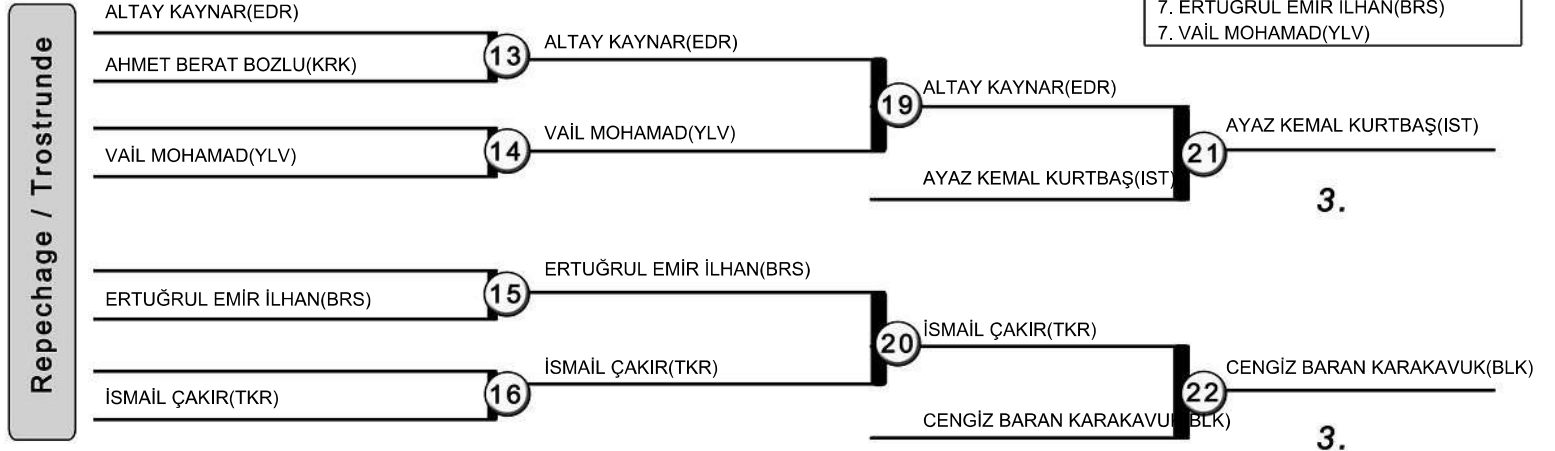 Repechage / Trostrunde
7. ERTUĞRUL EMİR İLHAN(BRS)
7. VAİL MOHAMAD(YLV)
ALTAY KAYNAR(EDR)
AHMET BERAT BOZLU(KRK)
13
ALTAY KAYNAR(EDR)
VAİL MOHAMAD(YLV)
14
VAİL MOHAMAD(YLV)
19
ALTAY KAYNAR(EDR)
AYAZ KEMAL KURTBAŞ(IST)
21
AYAZ KEMAL KURTBAŞ(IST)
3.
ERTUĞRUL EMİR İLHAN(BRS)
15
ERTUĞRUL EMİR İLHAN(BRS)
İSMAİL ÇAKIR(TKR)
16
İSMAİL ÇAKIR(TKR)
20
İSMAİL ÇAKIR(TKR)
CENGİZ BARAN KARAKAVUK(BLK)
22
CENGİZ BARAN KARAKAVUK(BLK)
3.